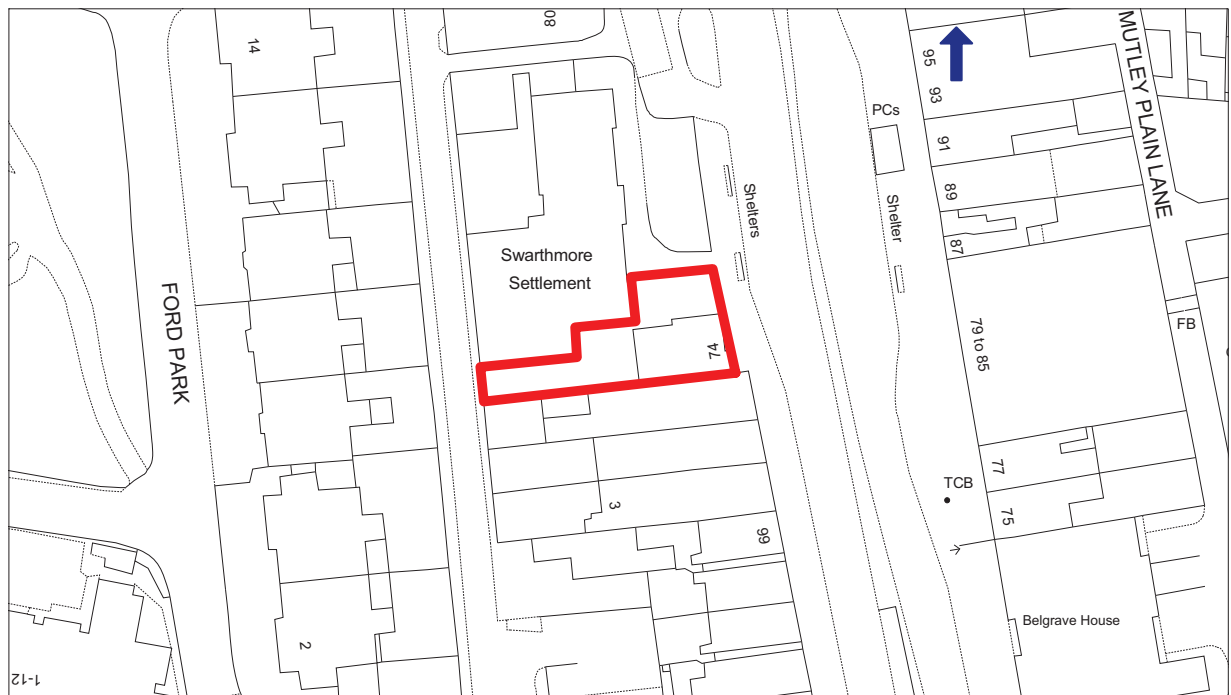 80
14
95
93
91
89
87
79 to 85
77
75
MUTLEY PLAIN LANE
PCs
Shelters
Shelter
Swarthmore
Settlement
FORD PARK
74
FB
TCB
3
66
2
Belgrave House
1-12